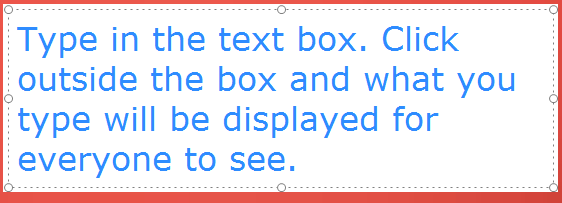 Type in the text box. Click
outside the box and what you
type will be displayed for
everyone to see.